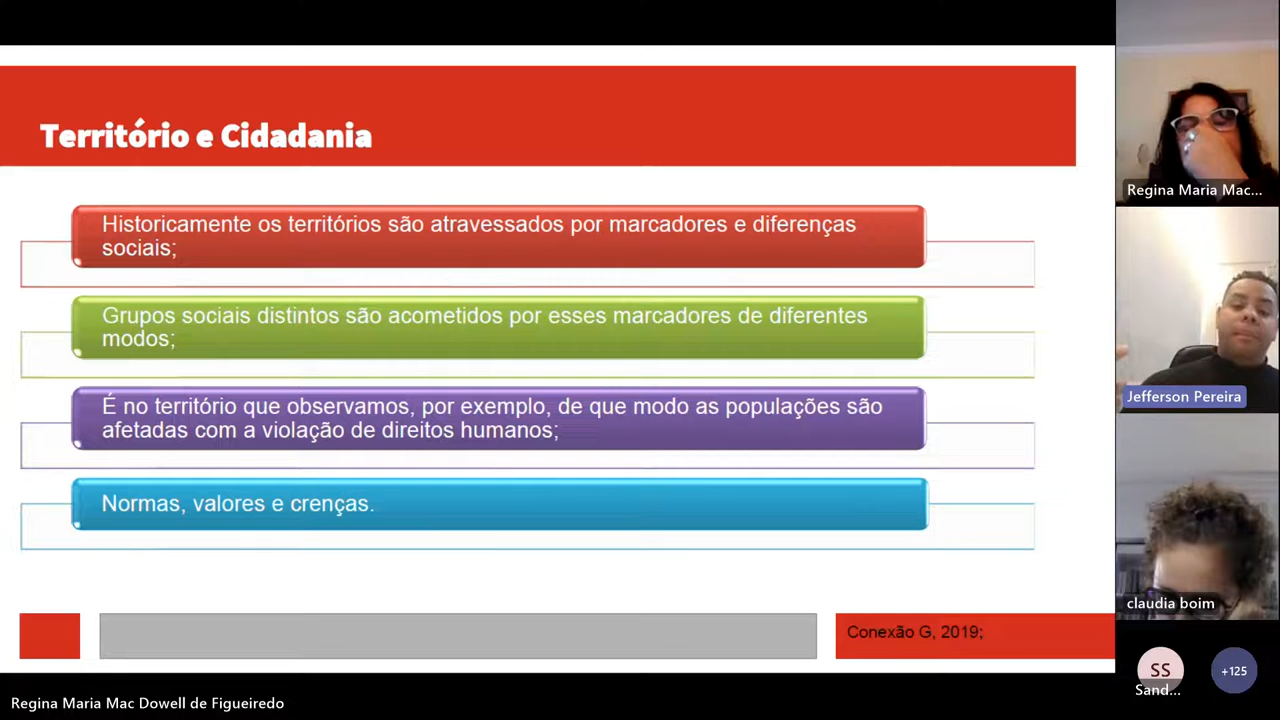 Território e Cidadania
Historicamente os territórios são atravessados por marcadores e diferenças
sociais;
Grupos sociais distintos são acometidos por esses marcadores de diferentes
modos;
É no território que observamos, por exemplo, de que modo as populações são
afetadas com a violação de direitos humanos;
Normas, valores e crenças.
Conexão G, 2019;
Regina Maria Mac Dowell de Figueiredo
Regina Maria Mac...
Jefferson Pereira
claudia boim
SS
Sand...
+125